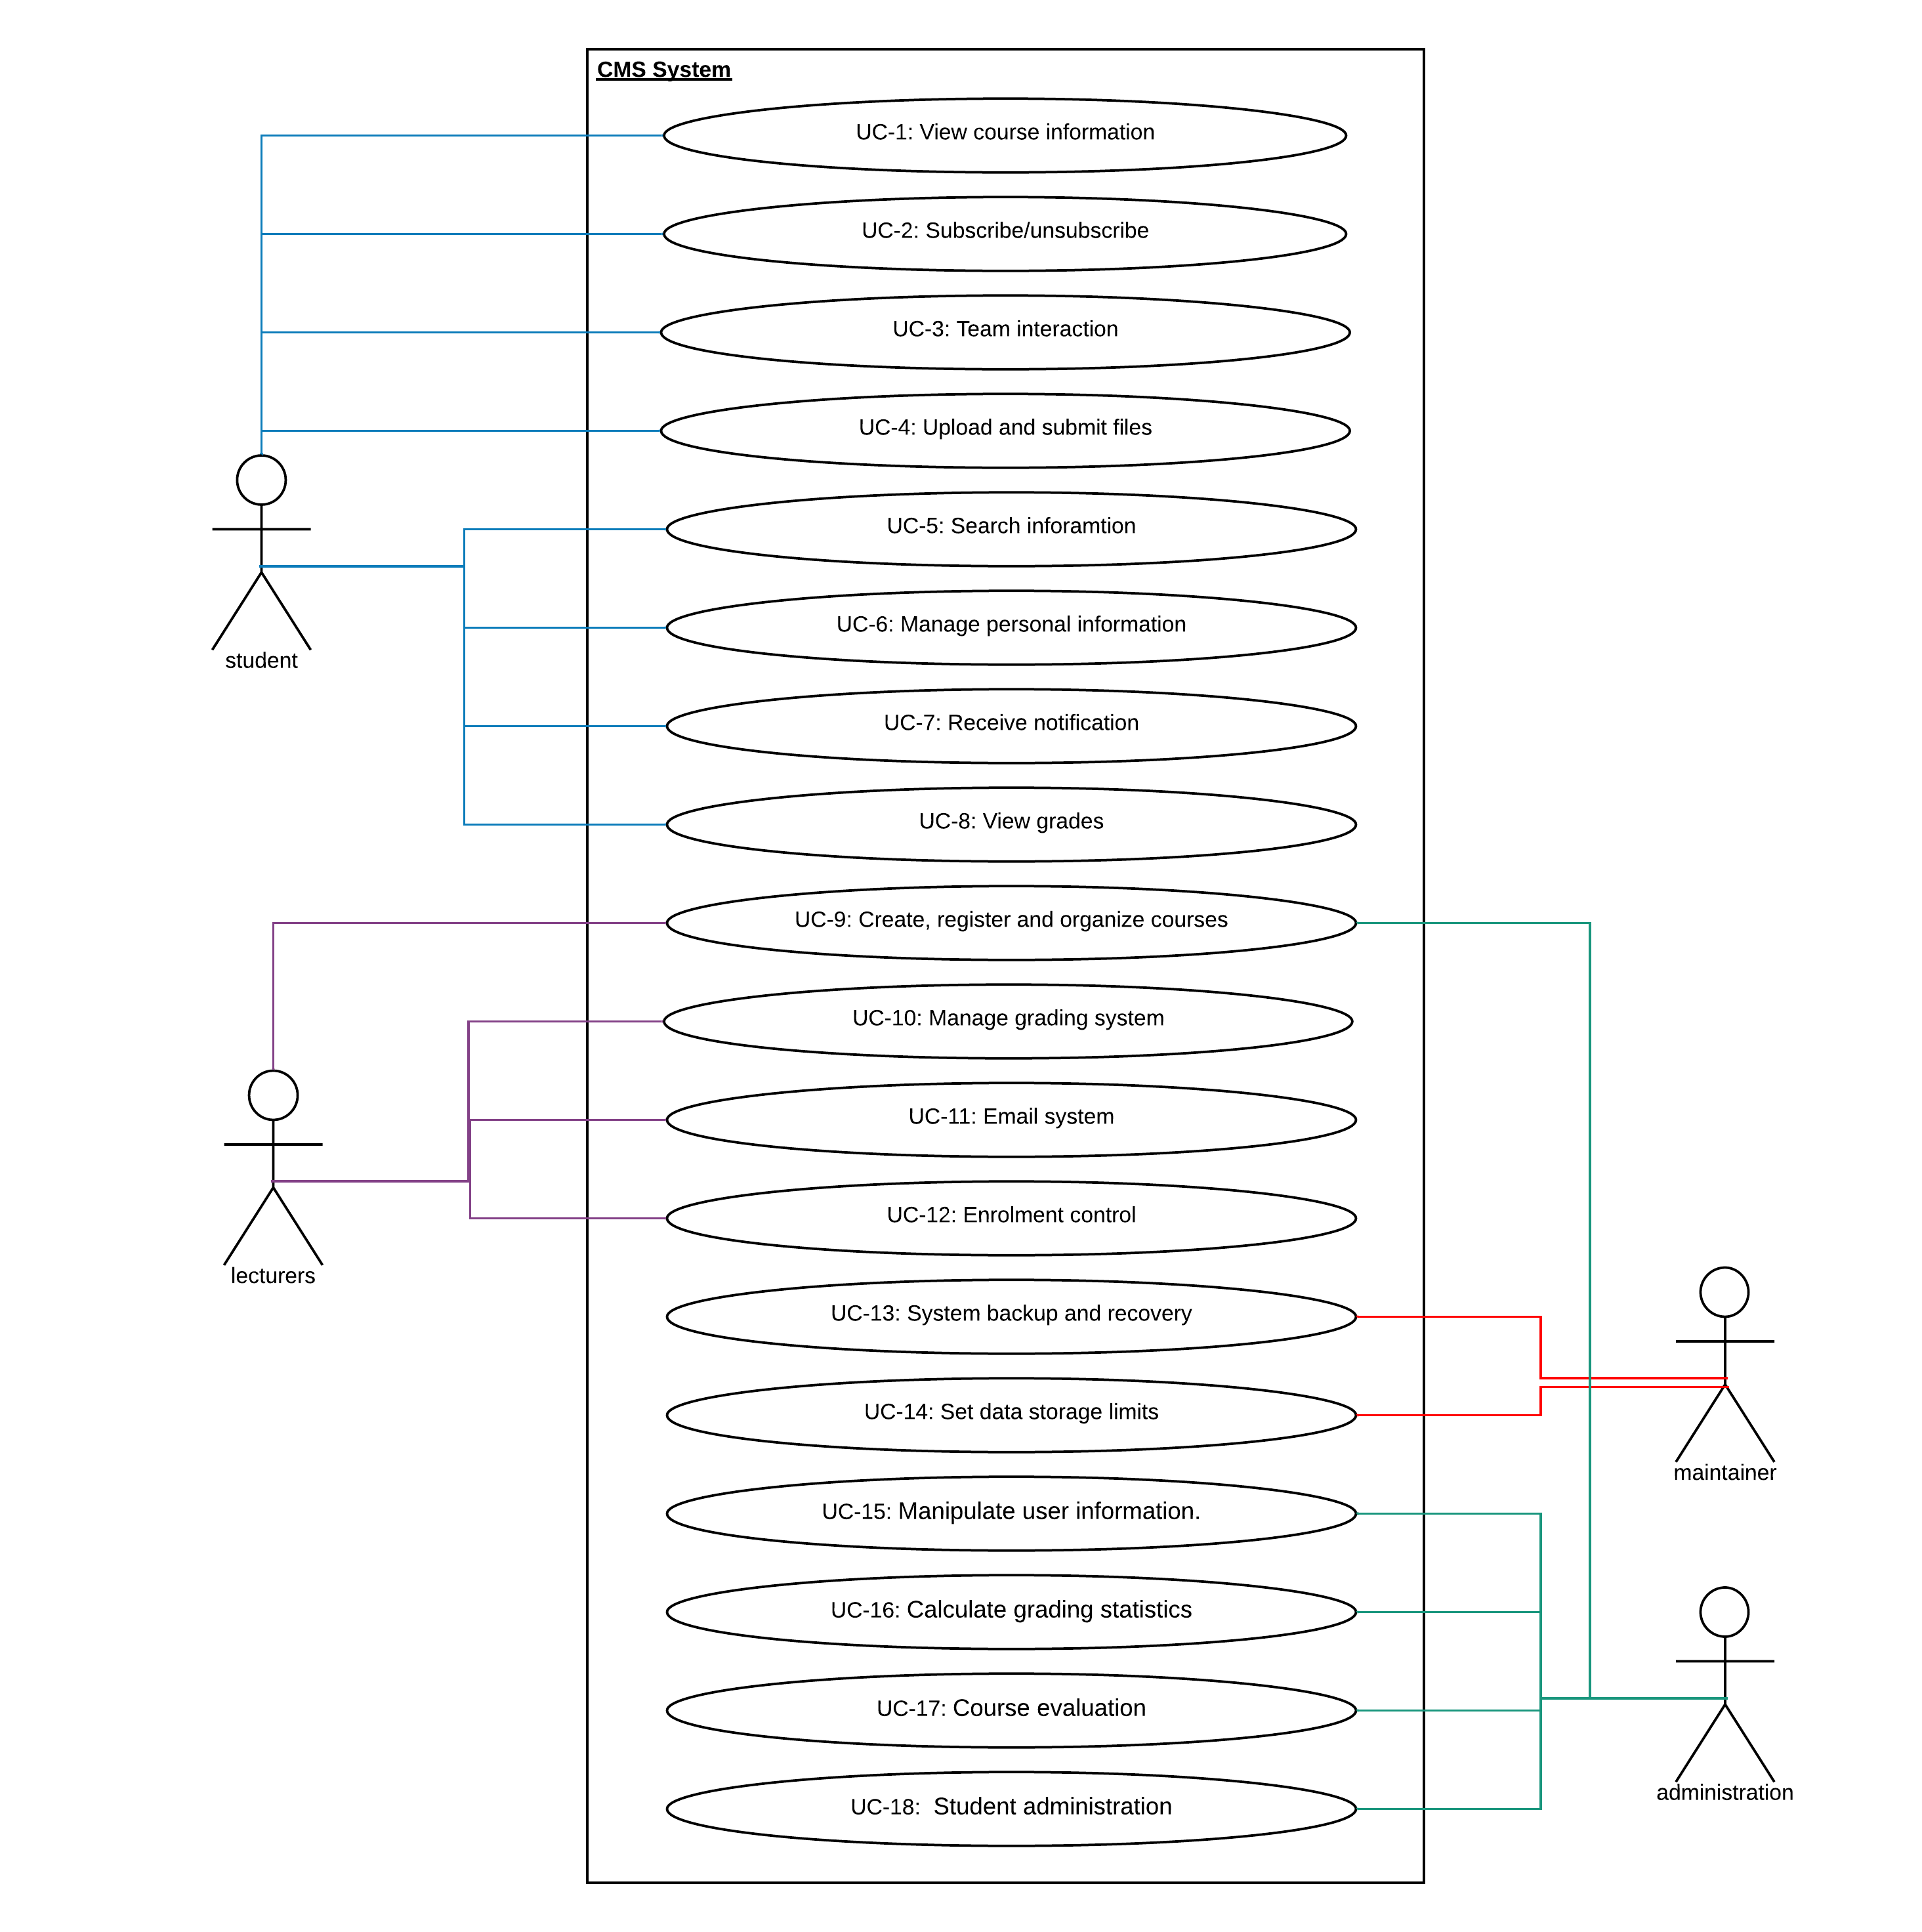 CMS System
UC-1: View course information
UC-2: Subscribe/unsubscribe
UC-3: Team interaction
UC-4: Upload and submit files
UC-5: Search inforamtion
UC-6: Manage personal information
student
UC-7: Receive notification
UC-8: View grades
UC-9: Create, register and organize courses
UC-10: Manage grading system
UC-11: Email system
UC-12: Enrolment control
lecturers
UC-13: System backup and recovery
UC-14: Set data storage limits
maintainer
UC-15: Manipulate user information.
UC-16: Calculate grading statistics
UC-17: Course evaluation
administration
UC-18:  Student administration